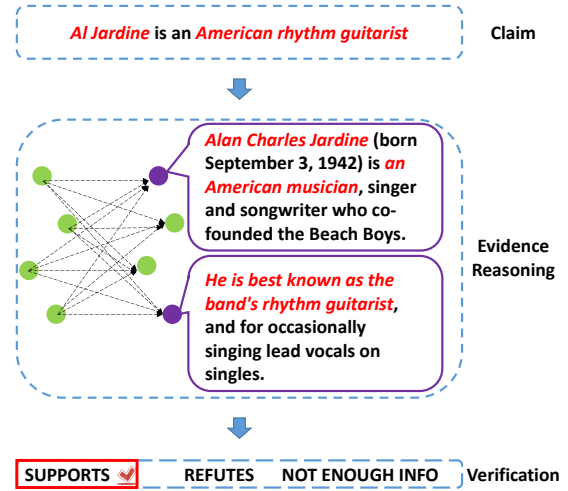 Al Jardine is an American rhythm guitarist
Claim
Alan Charles Jardine (born
September 3, 1942) is an
American musician, singer
and songwriter who co-
founded the Beach Boys.
Evidence
Reasoning
He is best known as the
band's rhythm guitarist,
and for occasionally
singing lead vocals on
singles.
SUPPORTS REFUTES NOT ENOUGH INFO Verification